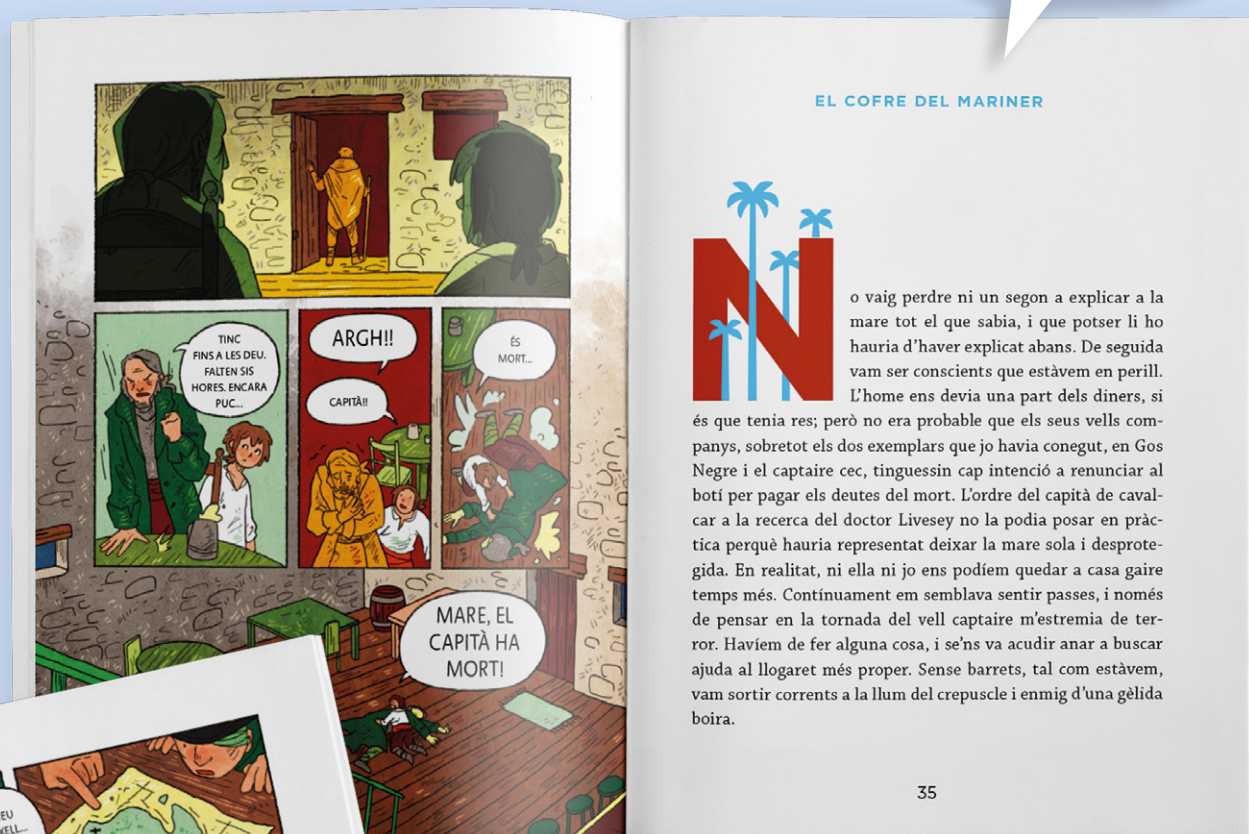 TINC
FINS A LES DEU.
FALTEN SIS
HORES. ENCARA
PUC...
ARGH!!
CAPITÀ!!
ÉS
MORT...
MARE, EL
CAPITÀ HA
MORT!
EL COFRE DEL MARINER
No vaig perdre ni un segon a explicar a la
mare tot el que sabia, i que potser li ho
hauria d’haver explicat abans. De seguida
vam ser conscients que estàvem en perill.
L’home ens devia una part dels diners, si
és que tenia res; però no era probable que els seus vells com-
panys, sobretot els dos exemplars que jo havia conegut, en Gos
Negre i el captaire cec, tinguessin cap intenció a renunciar al
botí per pagar els deutes del mort. L’ordre del capità de caval-
car a la recerca del doctor Livesey no la podia posar en pràc-
tica perquè hauria representat deixar la mare sola i desprote-
gida. En realitat, ni ella ni jo ens podíem quedar a casa gaire
temps més. Contínuament em semblava sentir passes, i només
de pensar en la tornada del vell captaire m’estremia de ter-
ror. Havíem de fer alguna cosa, i se’ns va acudir anar a buscar
ajuda al llogaret més proper. Sense barrets, tal com estàvem,
vam sortir corrents a la llum del crepuscle i enmig d’una gèlida
boira.
35